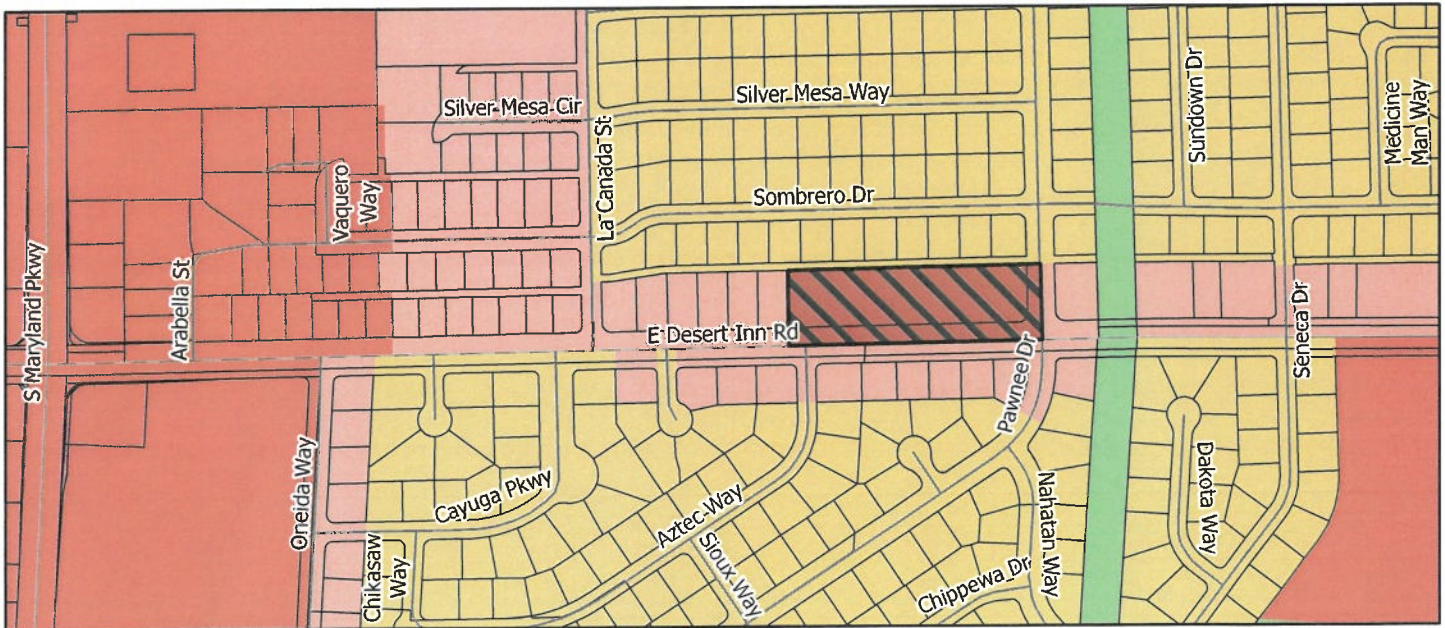 Silver Mesa Cir
Silver Mesa Way
La Canada St
Sundown Dr
Medicine
Man Way
Vaquero
Way
Sombrero Dr
S Maryland Pkwy
Arabella St
E Desert Inn Rd
Seneca Dr
Pawnee Dr
Oneida Way
Cayuga Pkwy
Aztec Way
Dakota Way
Nahatan Way
Chikasaw
Way
Sioux Way
Chippewa Dr